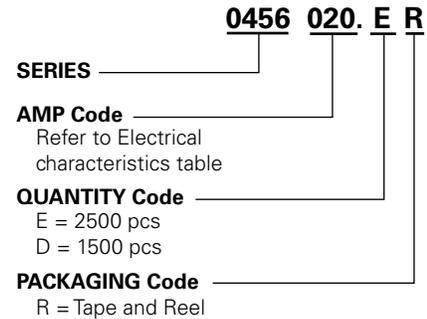 0456 020. E R
SERIES
AMP Code
Refer to Electrical
characteristics table
QUANTITY Code
E = 2500 pcs
D = 1500 pcs
PACKAGING Code
R = Tape and Reel